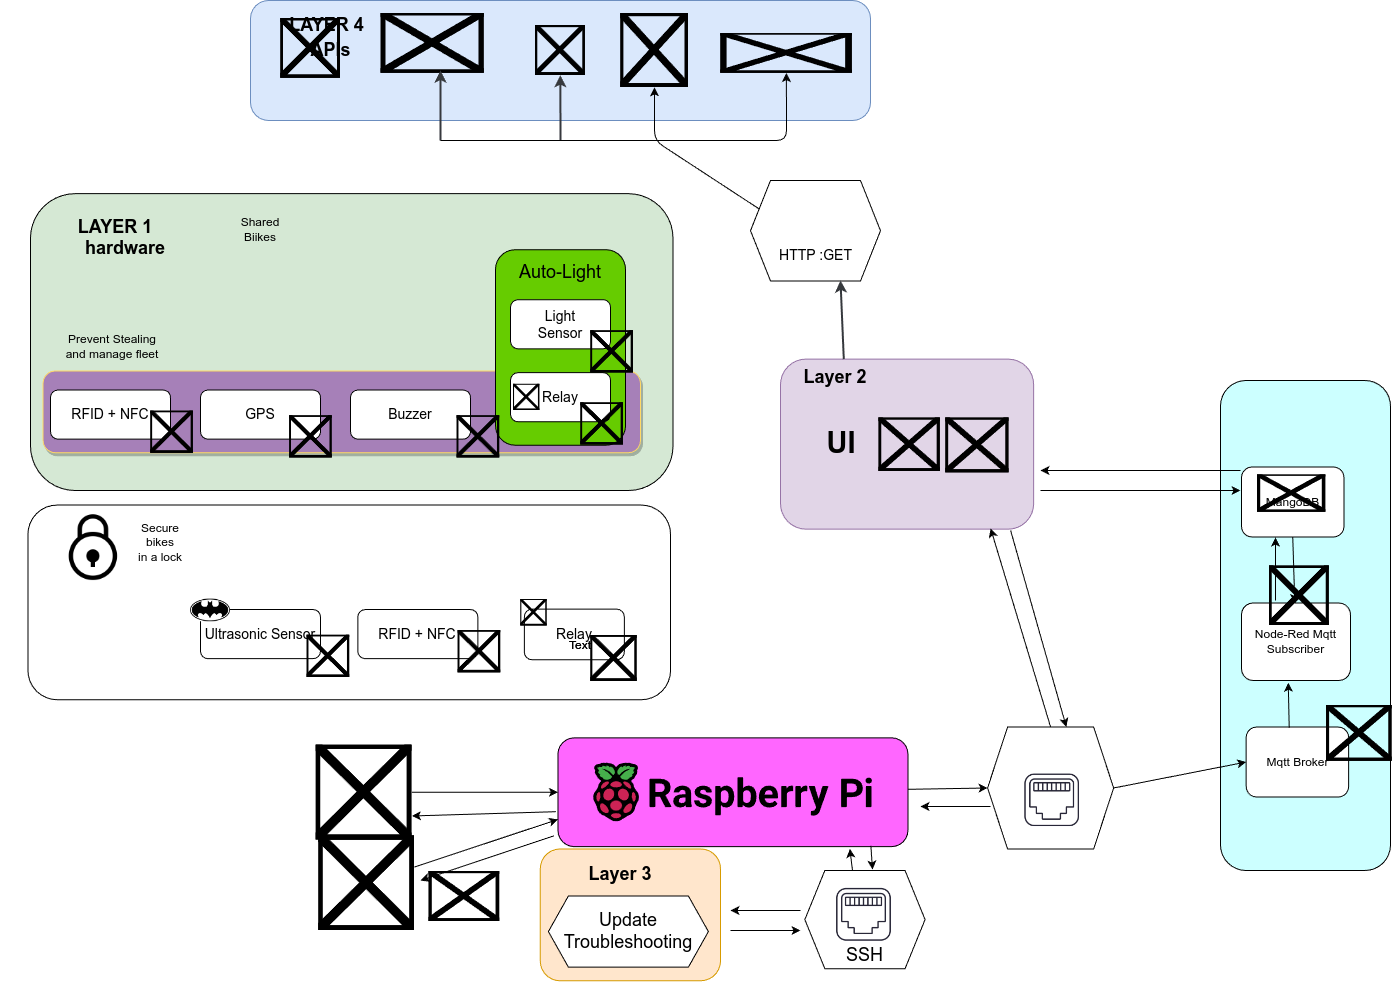 LAYER 4
APIs
HTTP :GET
LAYER 1
hardware
Shared
Biikes
Auto-Light
Light
Sensor
Relay
Prevent Stealing
and manage fleet
RFID + NFC
GPS
Buzzer
Layer 2
UI
MangoDB
Node-Red Mqtt
Subscriber
Mqtt Broker
Secure
bikes
in a lock
Ultrasonic Sensor
RFID + NFC
Relay
Text
Raspberry Pi
Layer 3
Update
Troubleshooting
SSH